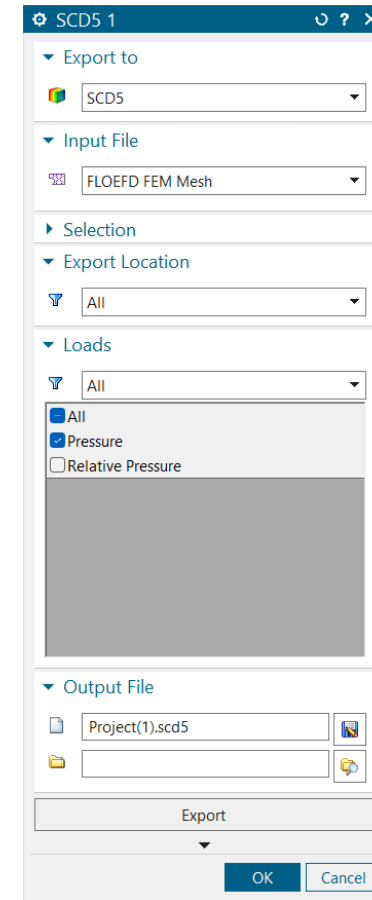 SCD5 1
Export to
SCD5
Input File
FLOEFD FEM Mesh
Selection
Export Location
All
Loads
All
All
Pressure
Relative Pressure
Output File
Project(1).scd5
Export
OK Cancel